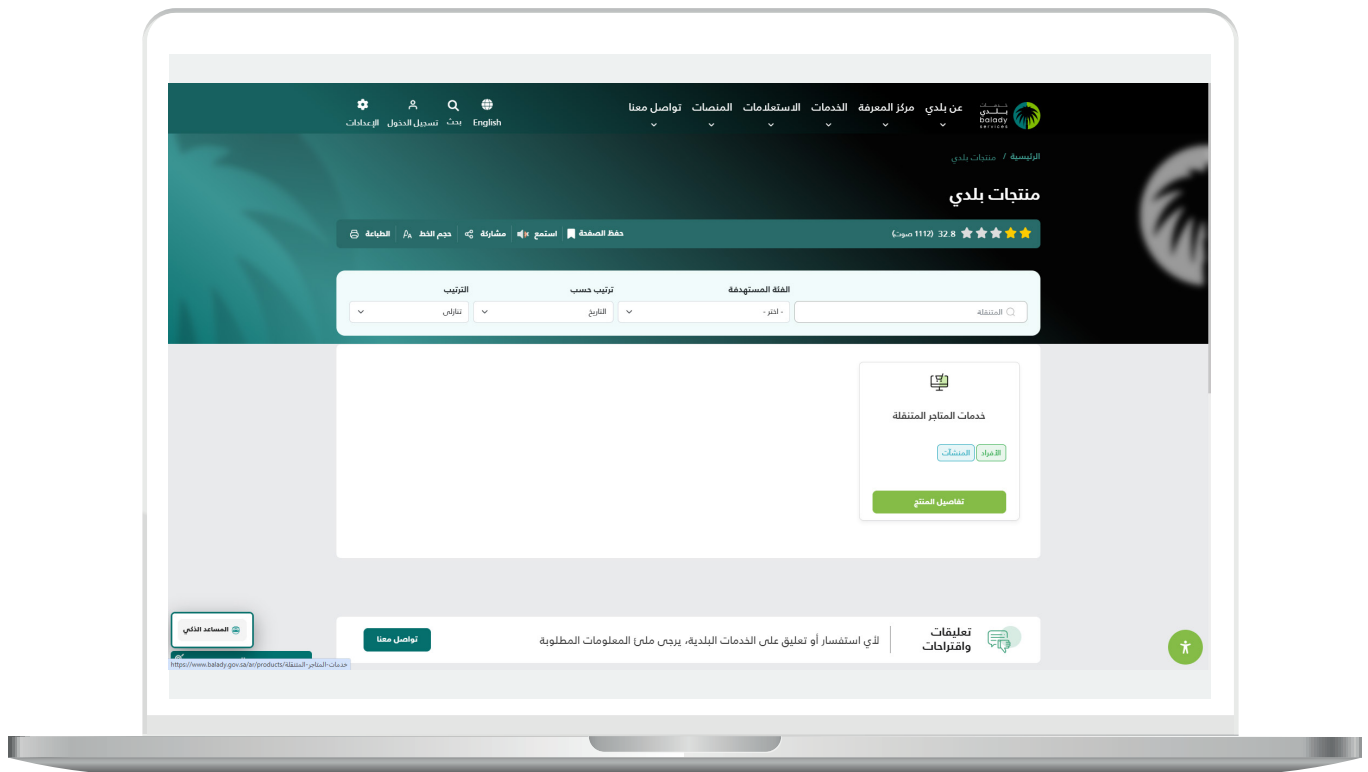 خدمات
بلدي
balady
services
عن بلدي
مركز المعرفة
الخدمات
الاستعلامات
المنصات
تواصل معنا
English
بحث
تسجيل الدخول
الإعدادات
الرئيسية / منتجات بلدي
منتجات بلدي
32.8 (1112 صوت)
حفظ الصفحة
استمع
مشاركة
حجم الخط
الطباعة
الفئة المستهدفة
ترتيب حسب
الترتيب
المتنقلة
- اختر -
التاريخ
تنازلي
خدمات المتاجر المتنقلة
الأفراد
المنشآت
تفاصيل المنتج
تعليقات
واقتراحات
لأي استفسار أو تعليق على الخدمات البلدية، يرجى ملئ المعلومات المطلوبة
تواصل معنا
المساعد الذكي
https://www.balady.gov.sa/ar/products/خدمات-المتاجر-المتنقلة